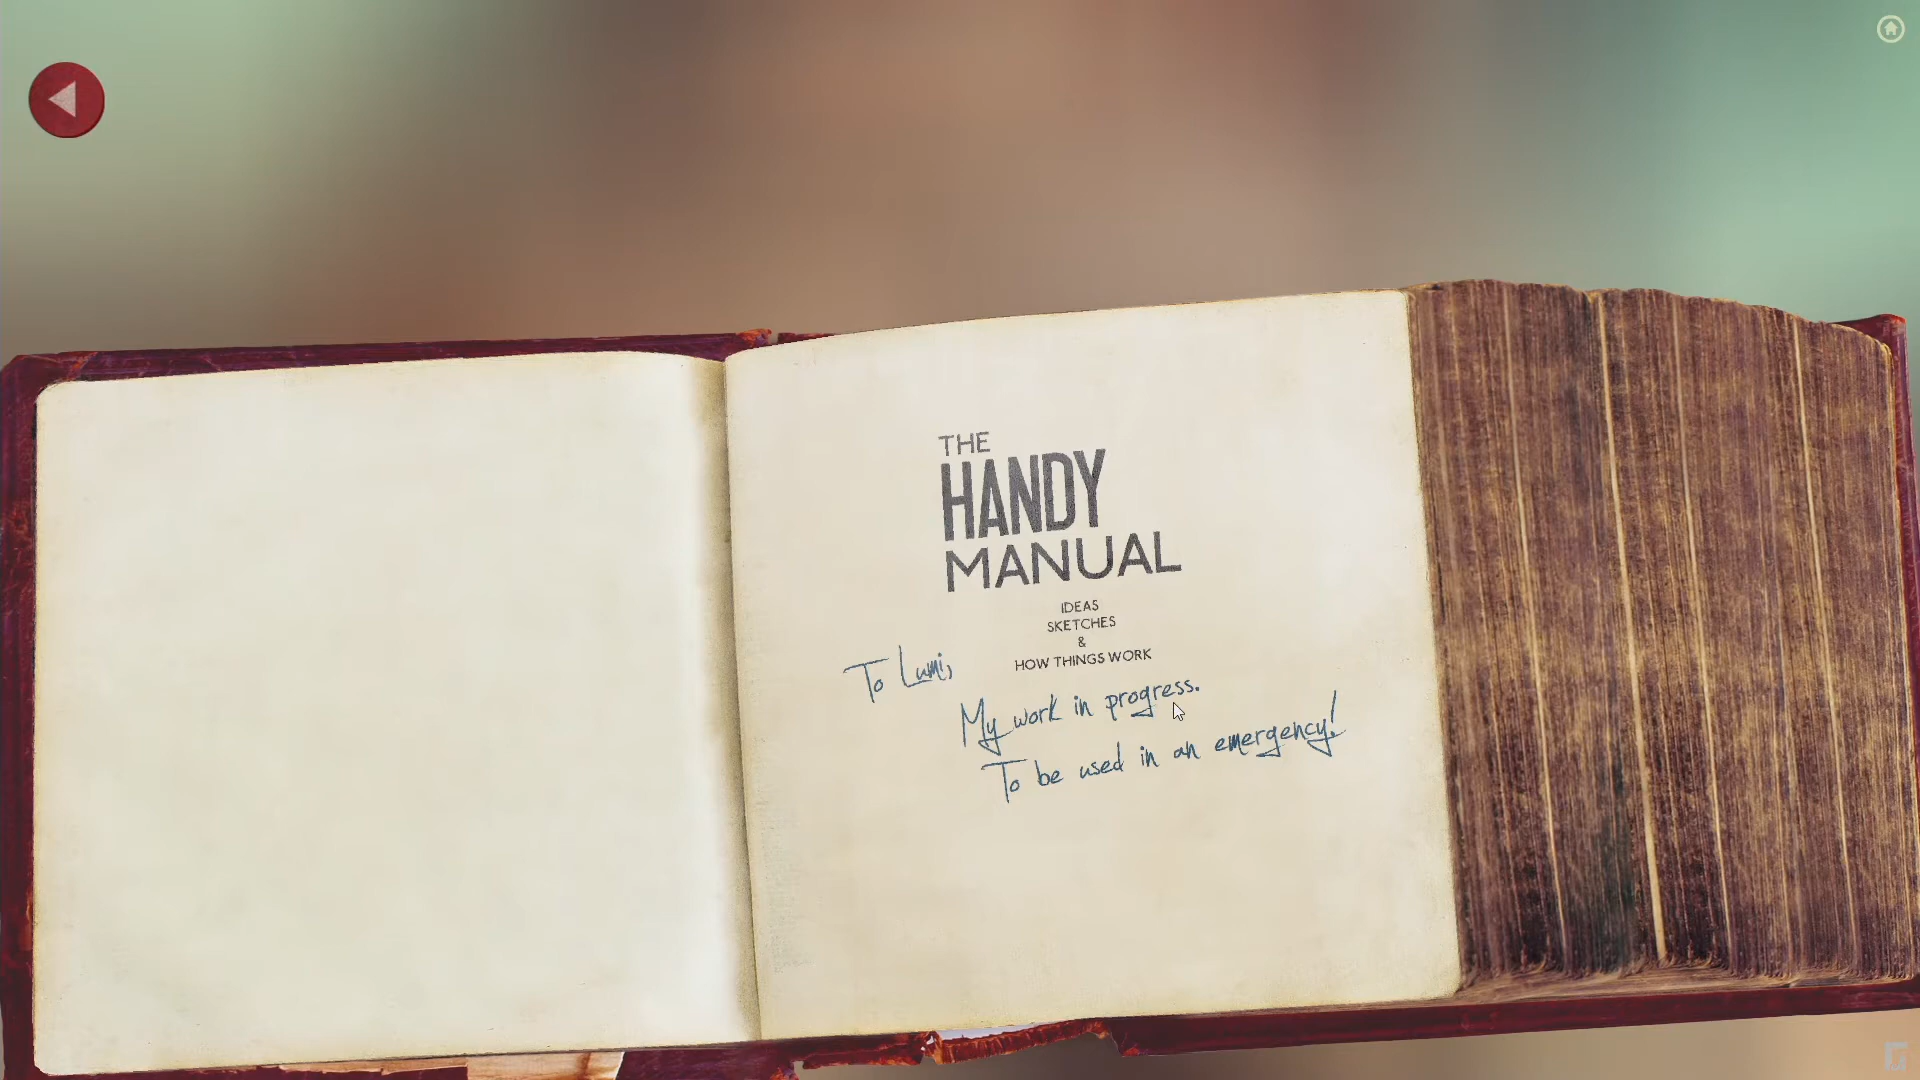 THE
HANDY
MANUAL
IDEAS
SKETCHES
&
HOW THINGS WORK
To Lumi,
My work in progress.
To be used in an emergency!